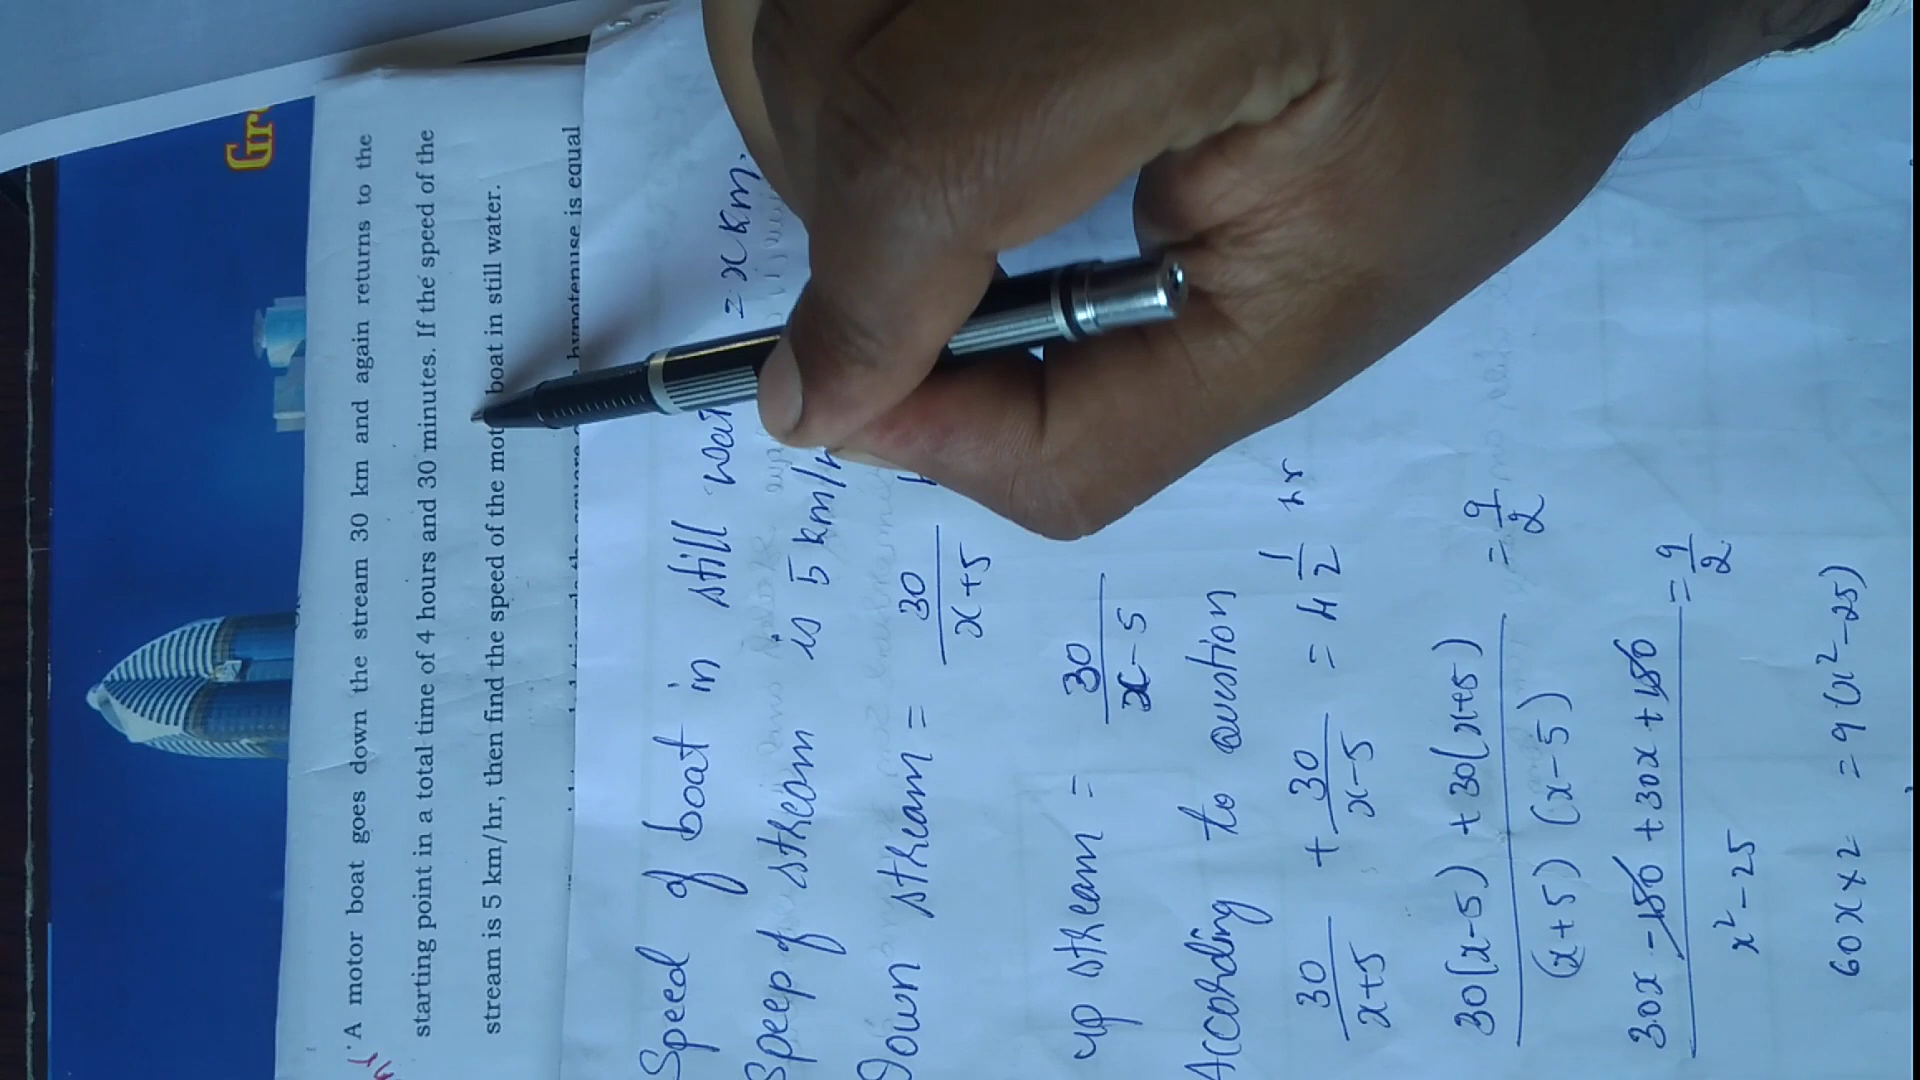 Gr
'A motor boat goes down the stream 30 km and again returns to the
starting point in a total time of 4 hours and 30 minutes. If the speed of the
stream is 5 km/hr, then find the speed of the mot boat in still water.
hypotenuse is equal
Speed of boat in still wat = x km,
Speep of stream is 5 km/h
Down stream = 30/(x+5)
up stream = 30/(x-5)
According to question
30/(x+5) + 30/(x-5) = 4 1/2 hr
(30(x-5) + 30(x+5))/((x+5)(x-5)) = 9/2
(30x - 150 + 30x + 150)/(x² - 25) = 9/2
60x × 2 = 9(x² - 25)